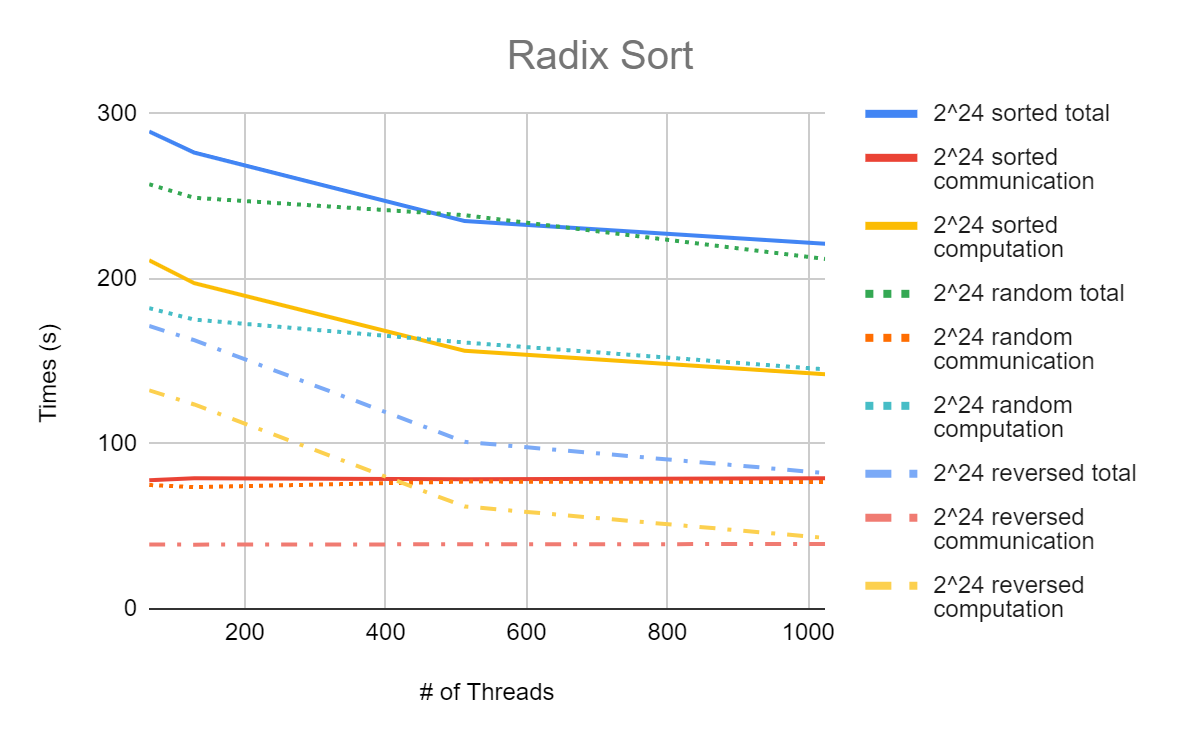 Radix Sort
300
200
100
0
Times (s)
200
400
600
800
1000
# of Threads
2^24 sorted total
2^24 sorted
communication
2^24 sorted
computation
2^24 random total
2^24 random
communication
2^24 random
computation
2^24 reversed total
2^24 reversed
communication
2^24 reversed
computation